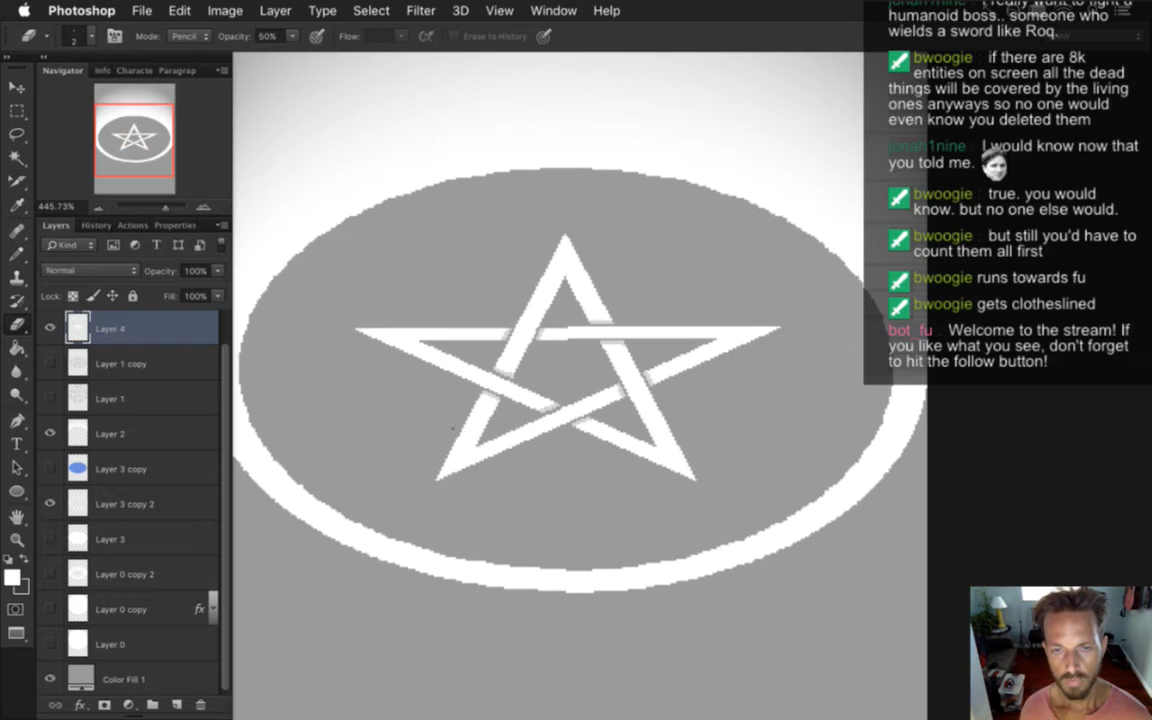 Photoshop File Edit Image Layer Type Select Filter 3D View Window Help
2 Mode: Pencil Opacity: 50% Flow: Erase to History
Navigator Info Characte Paragrap
445.73%
Layers History Actions Properties
Kind
Normal Opacity: 100%
Lock: Fill: 100%
Layer 4
Layer 1 copy
Layer 1
Layer 2
Layer 3 copy
Layer 3 copy 2
Layer 3
Layer 0 copy 2
Layer 0 copy fx
Layer 0
Color Fill 1
fx
humanoid boss.. someone who
wields a sword like Roq.
bwoogie : if there are 8k
entities on screen all the dead
things will be covered by the living
ones anyways so no one would
even know you deleted them
jonah1nine : I would know now that
you told me.
bwoogie : true. you would
know. but no one else would.
bwoogie : but still you'd have to
count them all first
bwoogie runs towards fu
bwoogie gets clotheslined
bot_fu : Welcome to the stream! If
you like what you see, don't forget
to hit the follow button!